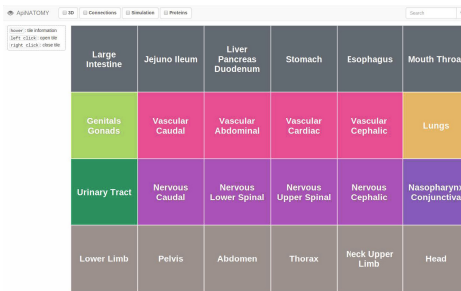 ApiNATOMY
3D
Connections
Simulation
Proteins
Search
hover: tile information
left click: open tile
right click: close tile
Large
Intestine
Jejuno Ileum
Liver
Pancreas
Duodenum
Stomach
Esophagus
Mouth Throa
Genitals
Gonads
Vascular
Caudal
Vascular
Abdominal
Vascular
Cardiac
Vascular
Cephalic
Lungs
Urinary Tract
Nervous
Caudal
Nervous
Lower Spinal
Nervous
Upper Spinal
Nervous
Cephalic
Nasopharynx
Conjunctiva
Lower Limb
Pelvis
Abdomen
Thorax
Neck Upper
Limb
Head